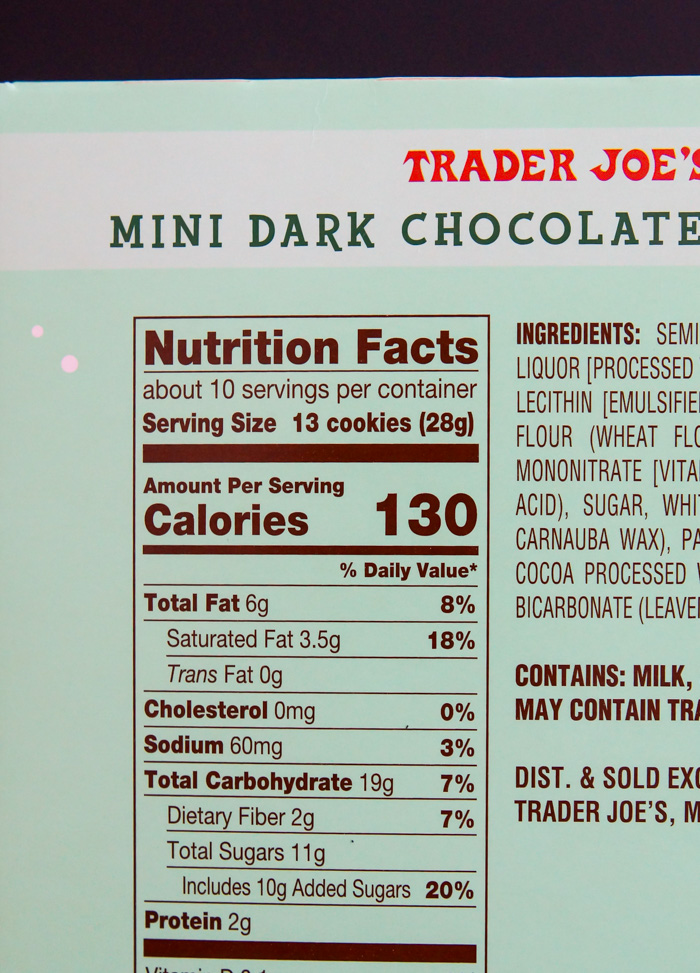 TRADER JOE'S
MINI DARK CHOCOLATE
Nutrition Facts
about 10 servings per container
Serving Size 13 cookies (28g)
Amount Per Serving
Calories 130
% Daily Value*
Total Fat 6g 8%
Saturated Fat 3.5g 18%
Trans Fat 0g
Cholesterol 0mg 0%
Sodium 60mg 3%
Total Carbohydrate 19g 7%
Dietary Fiber 2g 7%
Total Sugars 11g
Includes 10g Added Sugars 20%
Protein 2g
INGREDIENTS: SEMI
LIQUOR [PROCESSED
LECITHIN [EMULSIFIE
FLOUR (WHEAT FLO
MONONITRATE [VITA
ACID), SUGAR, WHI
CARNAUBA WAX), PA
COCOA PROCESSED
BICARBONATE (LEAVE
CONTAINS: MILK,
MAY CONTAIN TRA
DIST. & SOLD EXC
TRADER JOE'S, M